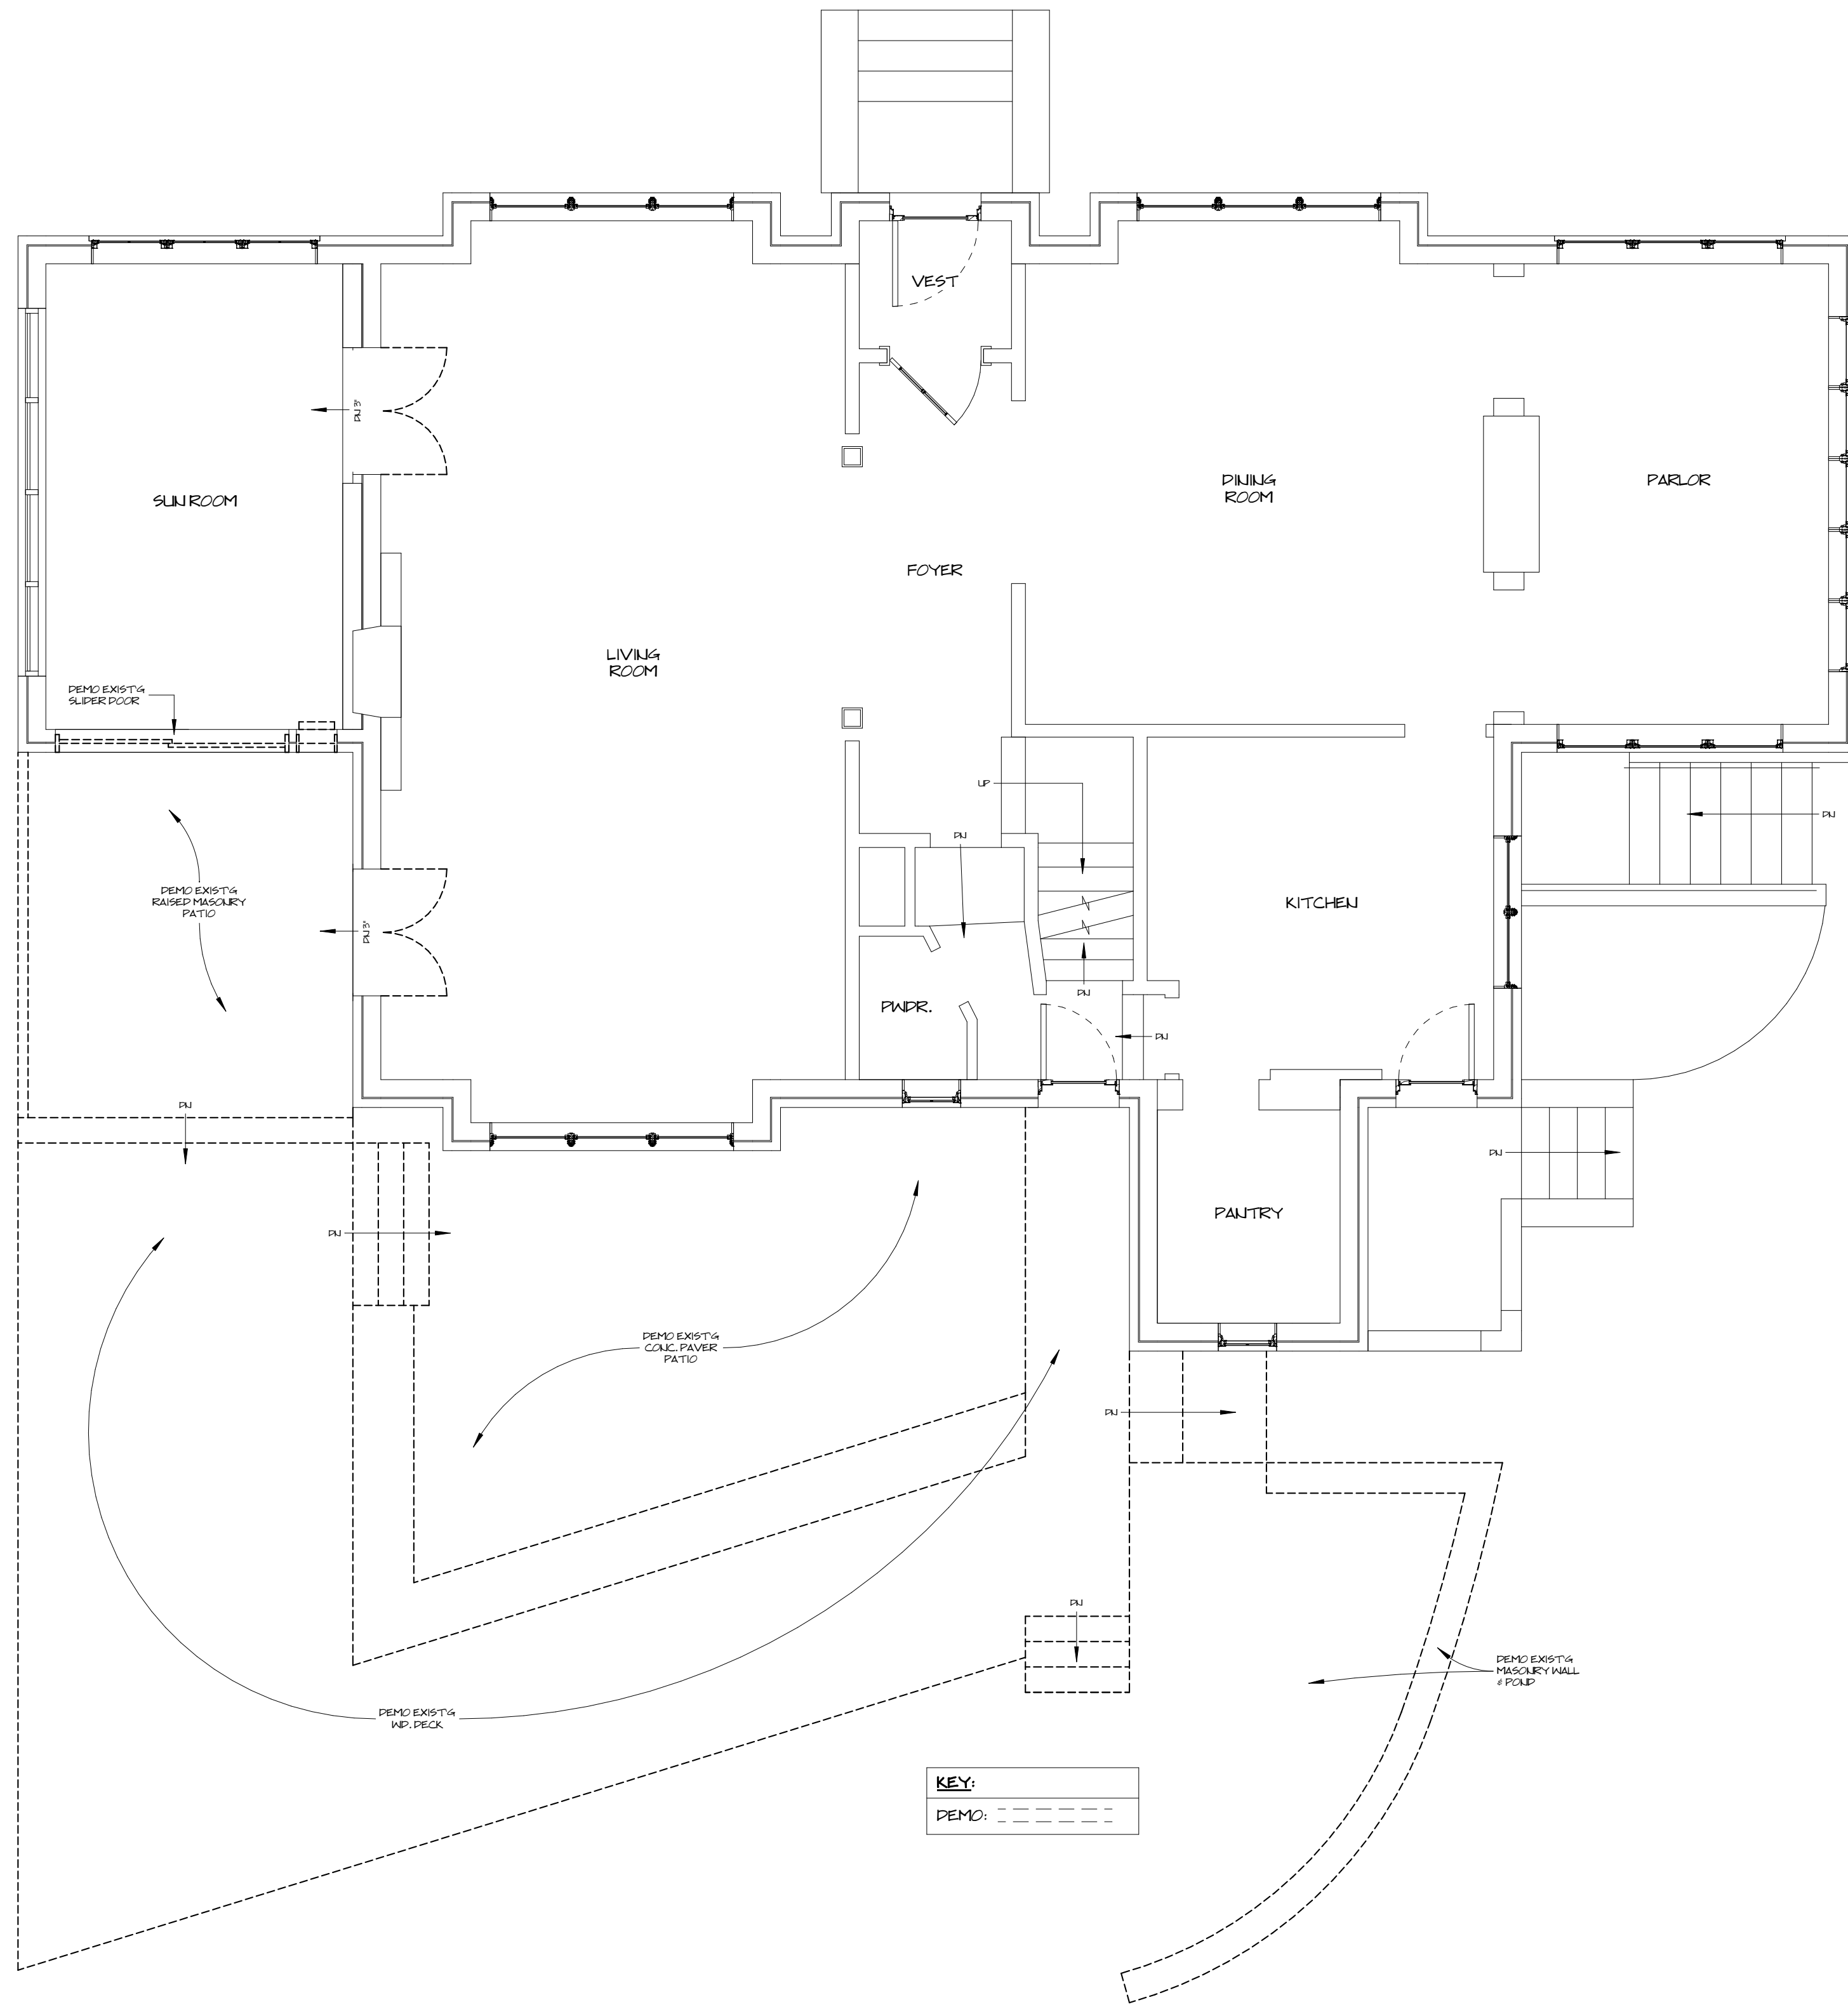 VEST
DN 3"
SUN ROOM
DINING
ROOM
PARLOR
FOYER
LIVING
ROOM
DEMO EXIST'G
SLIDER DOOR
UP
DN
DN
DEMO EXIST'G
RAISED MASONRY
PATIO
KITCHEN
DN 3"
DN
PWDR.
DN
DN
DN
PANTRY
DN
DEMO EXIST'G
CONC. PAVER
PATIO
DN
DN
DEMO EXIST'G
MASONRY WALL
& POND
DEMO EXIST'G
WD. DECK
KEY:
DEMO: